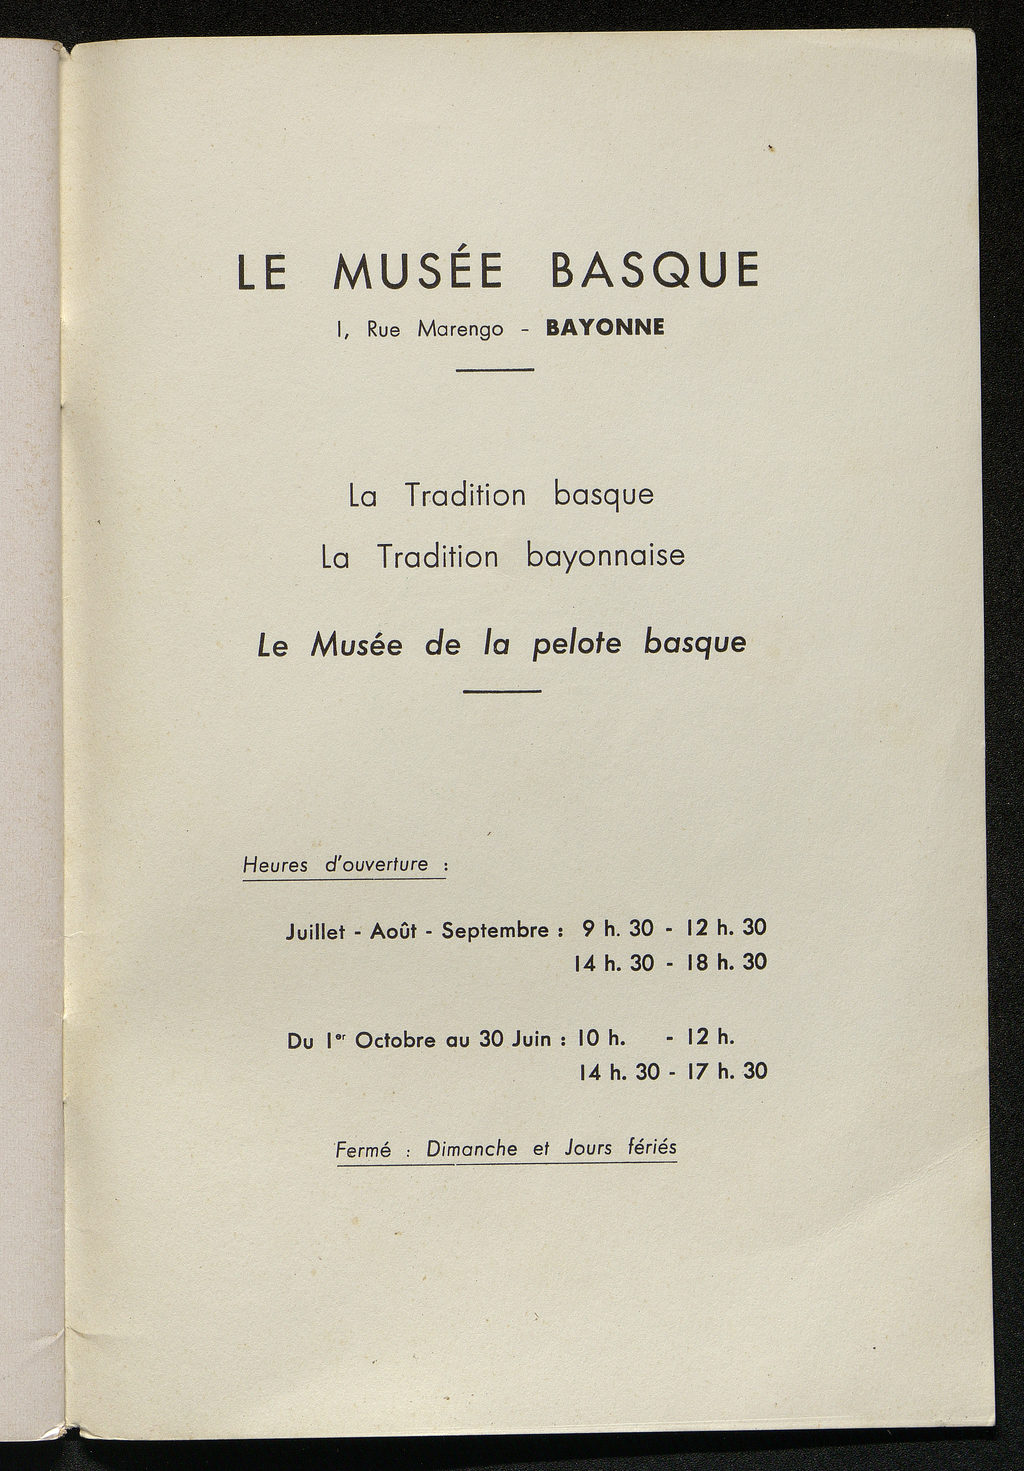 LE MUSÉE BASQUE
1, Rue Marengo - BAYONNE
La Tradition basque
La Tradition bayonnaise
Le Musée de la pelote basque
Heures d'ouverture :
Juillet - Août - Septembre : 9 h. 30 - 12 h. 30
14 h. 30 - 18 h. 30
Du 1er Octobre au 30 Juin : 10 h. - 12 h.
14 h. 30 - 17 h. 30
Fermé : Dimanche et Jours fériés